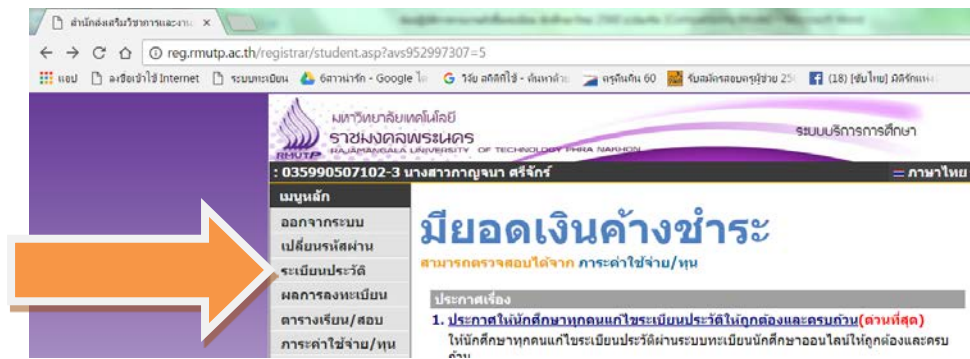 สำนักส่งเสริมวิชาการและงาน
reg.rmutp.ac.th/registrar/student.asp?avs952997307=5
แอป ลงชื่อเข้าใช้ Internet ระบบทะเบียน - Google วิจัย สถิติที่ใช้ - ค้นหาด้วย ครูคืนถิ่น 60 รับสมัครสอบครูผู้ช่วย (18) [ซับไทย]
มหาวิทยาลัยเทคโนโลยี
ราชมงคลพระนคร
ระบบบริการการศึกษา
RMUTP RAJAMANGALA UNIVERSITY OF TECHNOLOGY PHRA NAKHON
: 035990507102-3 นางสาวกาญจนา ศรีจักร์ ภาษาไทย
เมนูหลัก
ออกจากระบบ
เปลี่ยนรหัสผ่าน
ระเบียนประวัติ
ผลการลงทะเบียน
ตารางเรียน/สอบ
ภาระค่าใช้จ่าย/ทุน
มียอดเงินค้างชำระ
สามารถตรวจสอบได้จาก ภาระค่าใช้จ่าย/ทุน
ประกาศเรื่อง
1. ประกาศให้นักศึกษาทุกคนแก้ไขระเบียนประวัติให้ถูกต้องและครบถ้วน(ด่วนที่สุด)
ให้นักศึกษาทุกคนแก้ไขระเบียนประวัติผ่านระบบทะเบียนนักศึกษาออนไลน์ให้ถูกต้องและครบ
ถ้วน